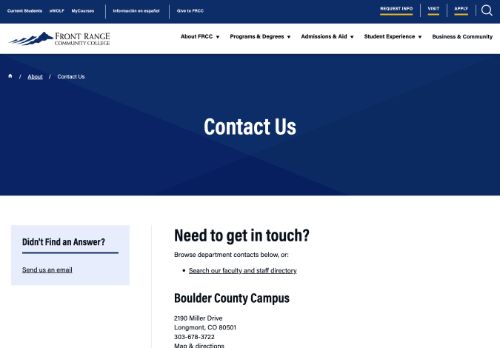 Current Students eWOLF MyCourses Información en español Give to FRCC REQUEST INFO VISIT APPLY
FRONT RANGE
COMMUNITY COLLEGE
About FRCC ▼ Programs & Degrees ▼ Admissions & Aid ▼ Student Experience ▼ Business & Community
/ About / Contact Us
Contact Us
Didn't Find an Answer?
Send us an email
Need to get in touch?
Browse department contacts below, or:
• Search our faculty and staff directory
Boulder County Campus
2190 Miller Drive
Longmont, CO 80501
303-678-3722
Map & directions